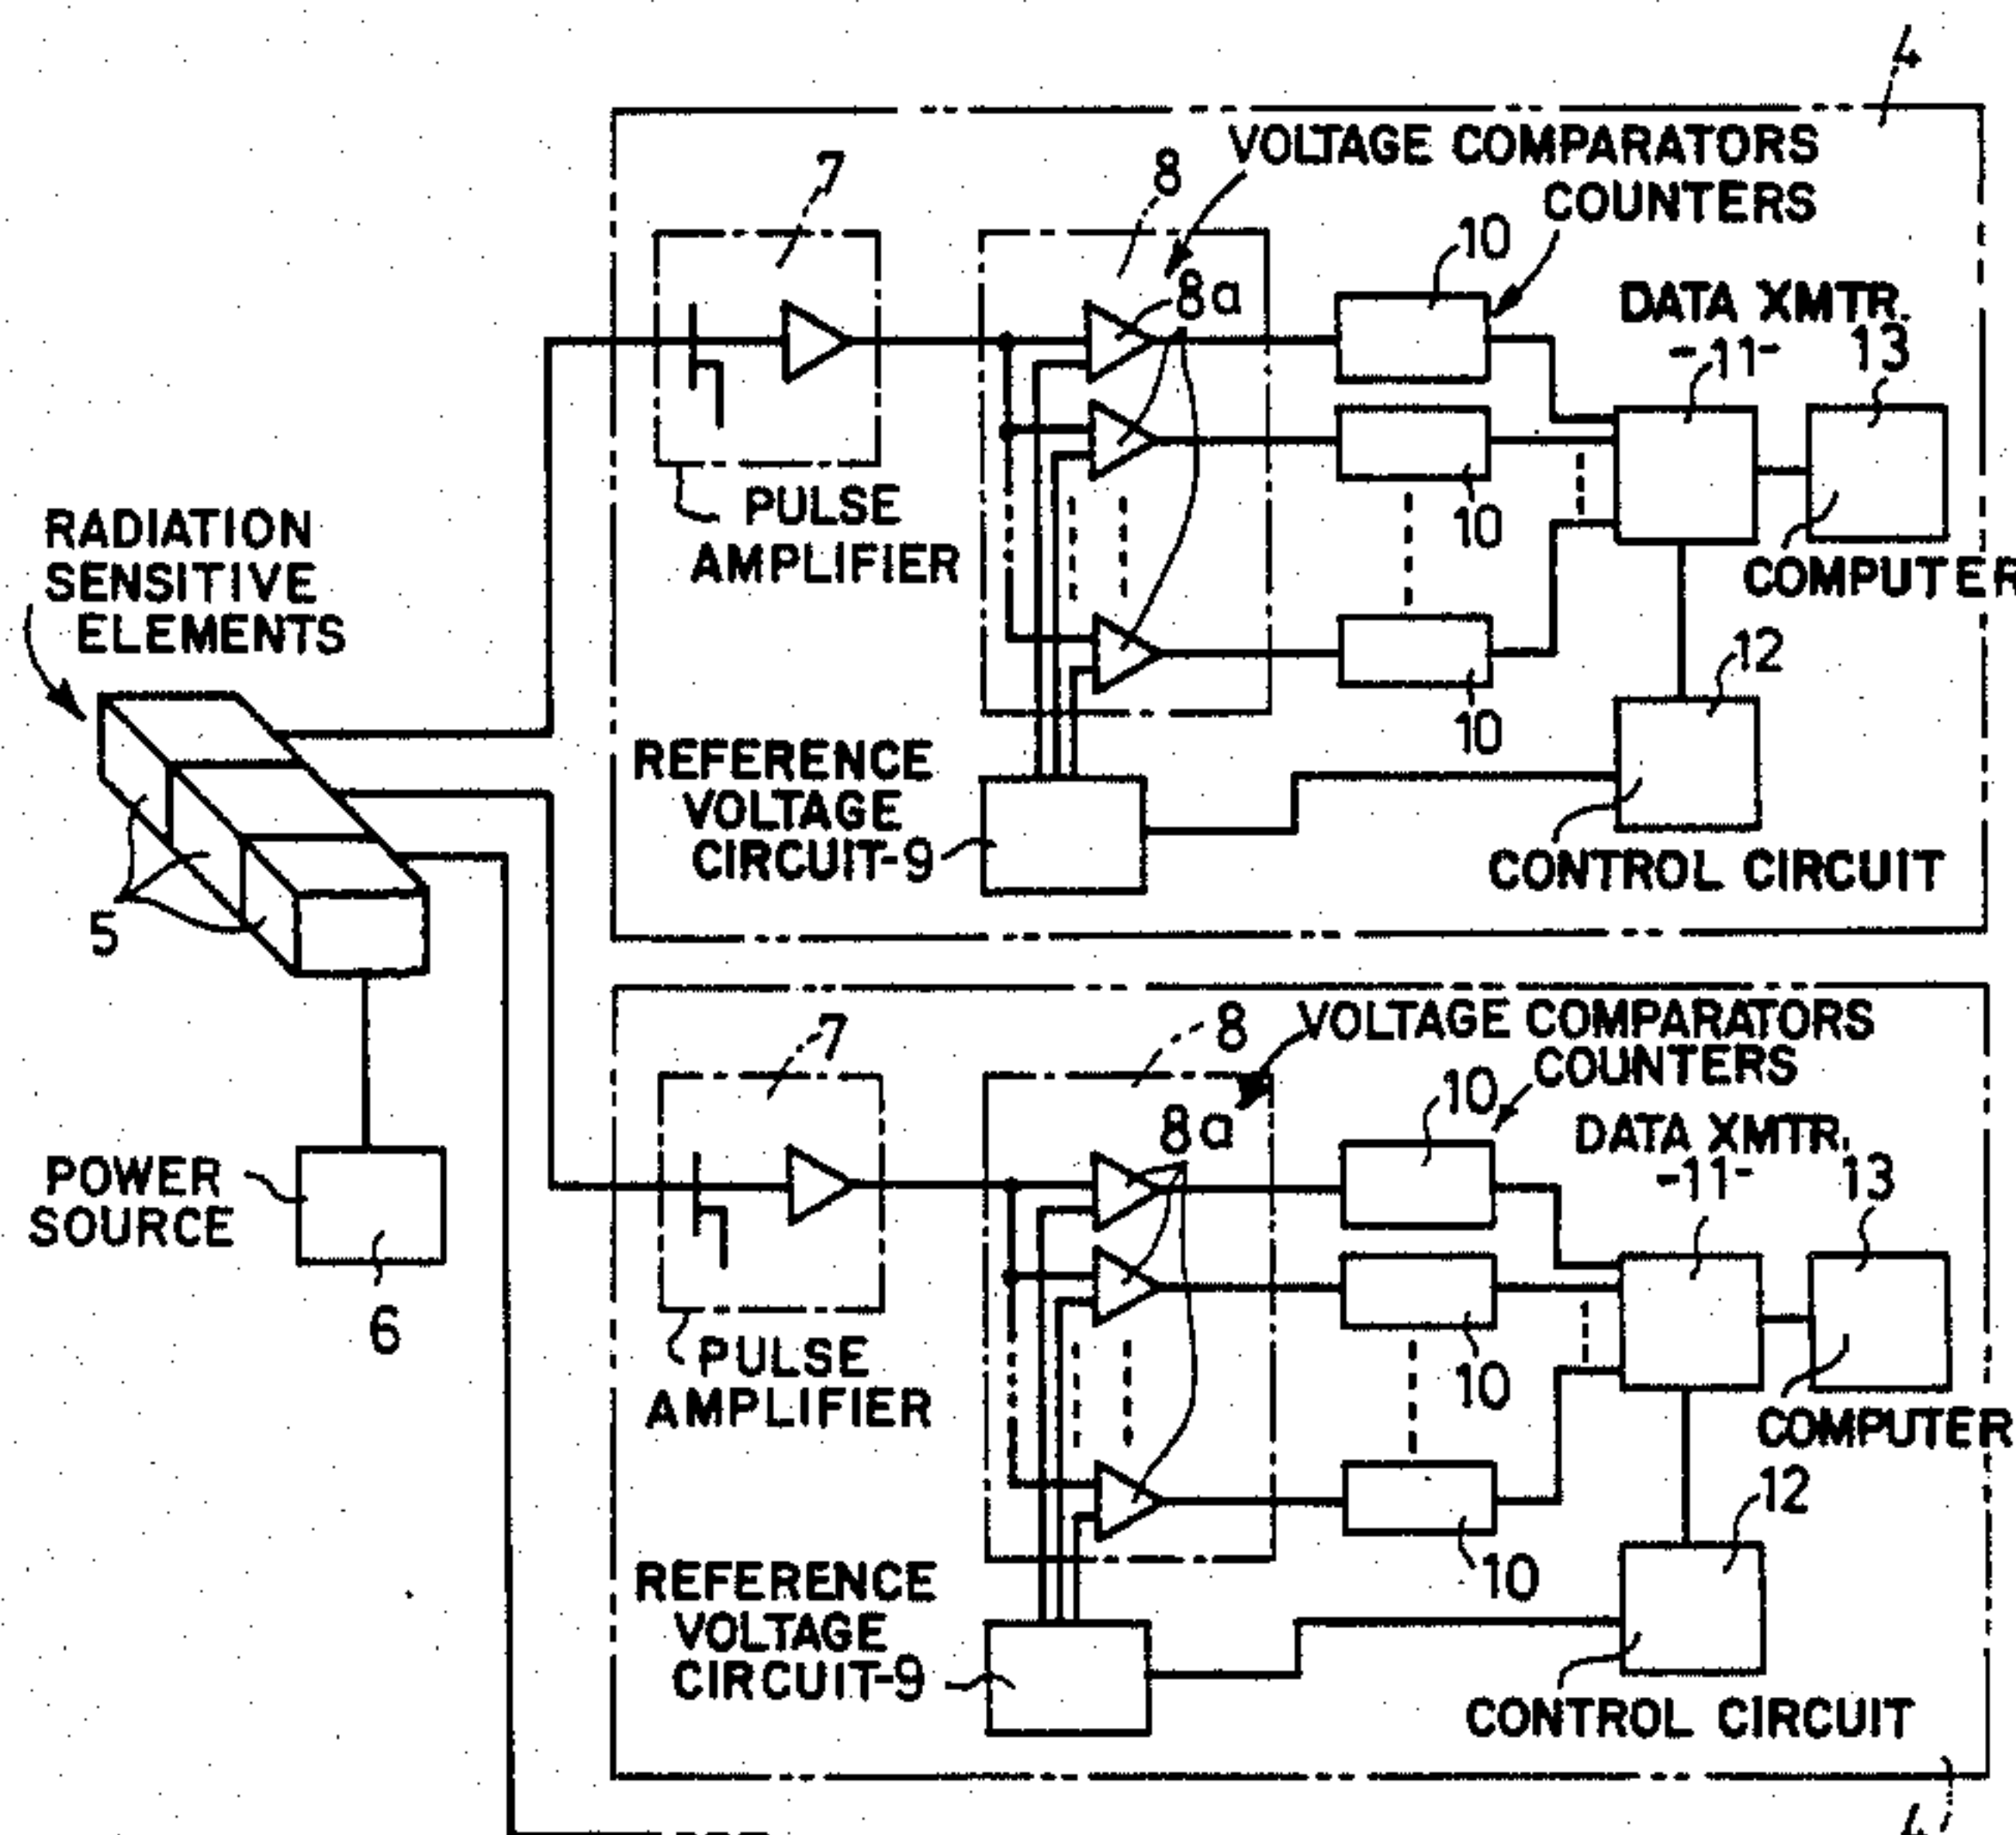 4
VOLTAGE COMPARATORS
COUNTERS
7
8
8a
10
DATA XMTR.
-11-
13
PULSE
AMPLIFIER
10
COMPUTER
RADIATION
SENSITIVE
ELEMENTS
12
10
REFERENCE
VOLTAGE
CIRCUIT-9
CONTROL CIRCUIT
5
VOLTAGE COMPARATORS
COUNTERS
7
8
8a
10
DATA XMTR.
-11-
13
POWER
SOURCE
6
PULSE
AMPLIFIER
10
COMPUTER
12
10
REFERENCE
VOLTAGE
CIRCUIT-9
CONTROL CIRCUIT